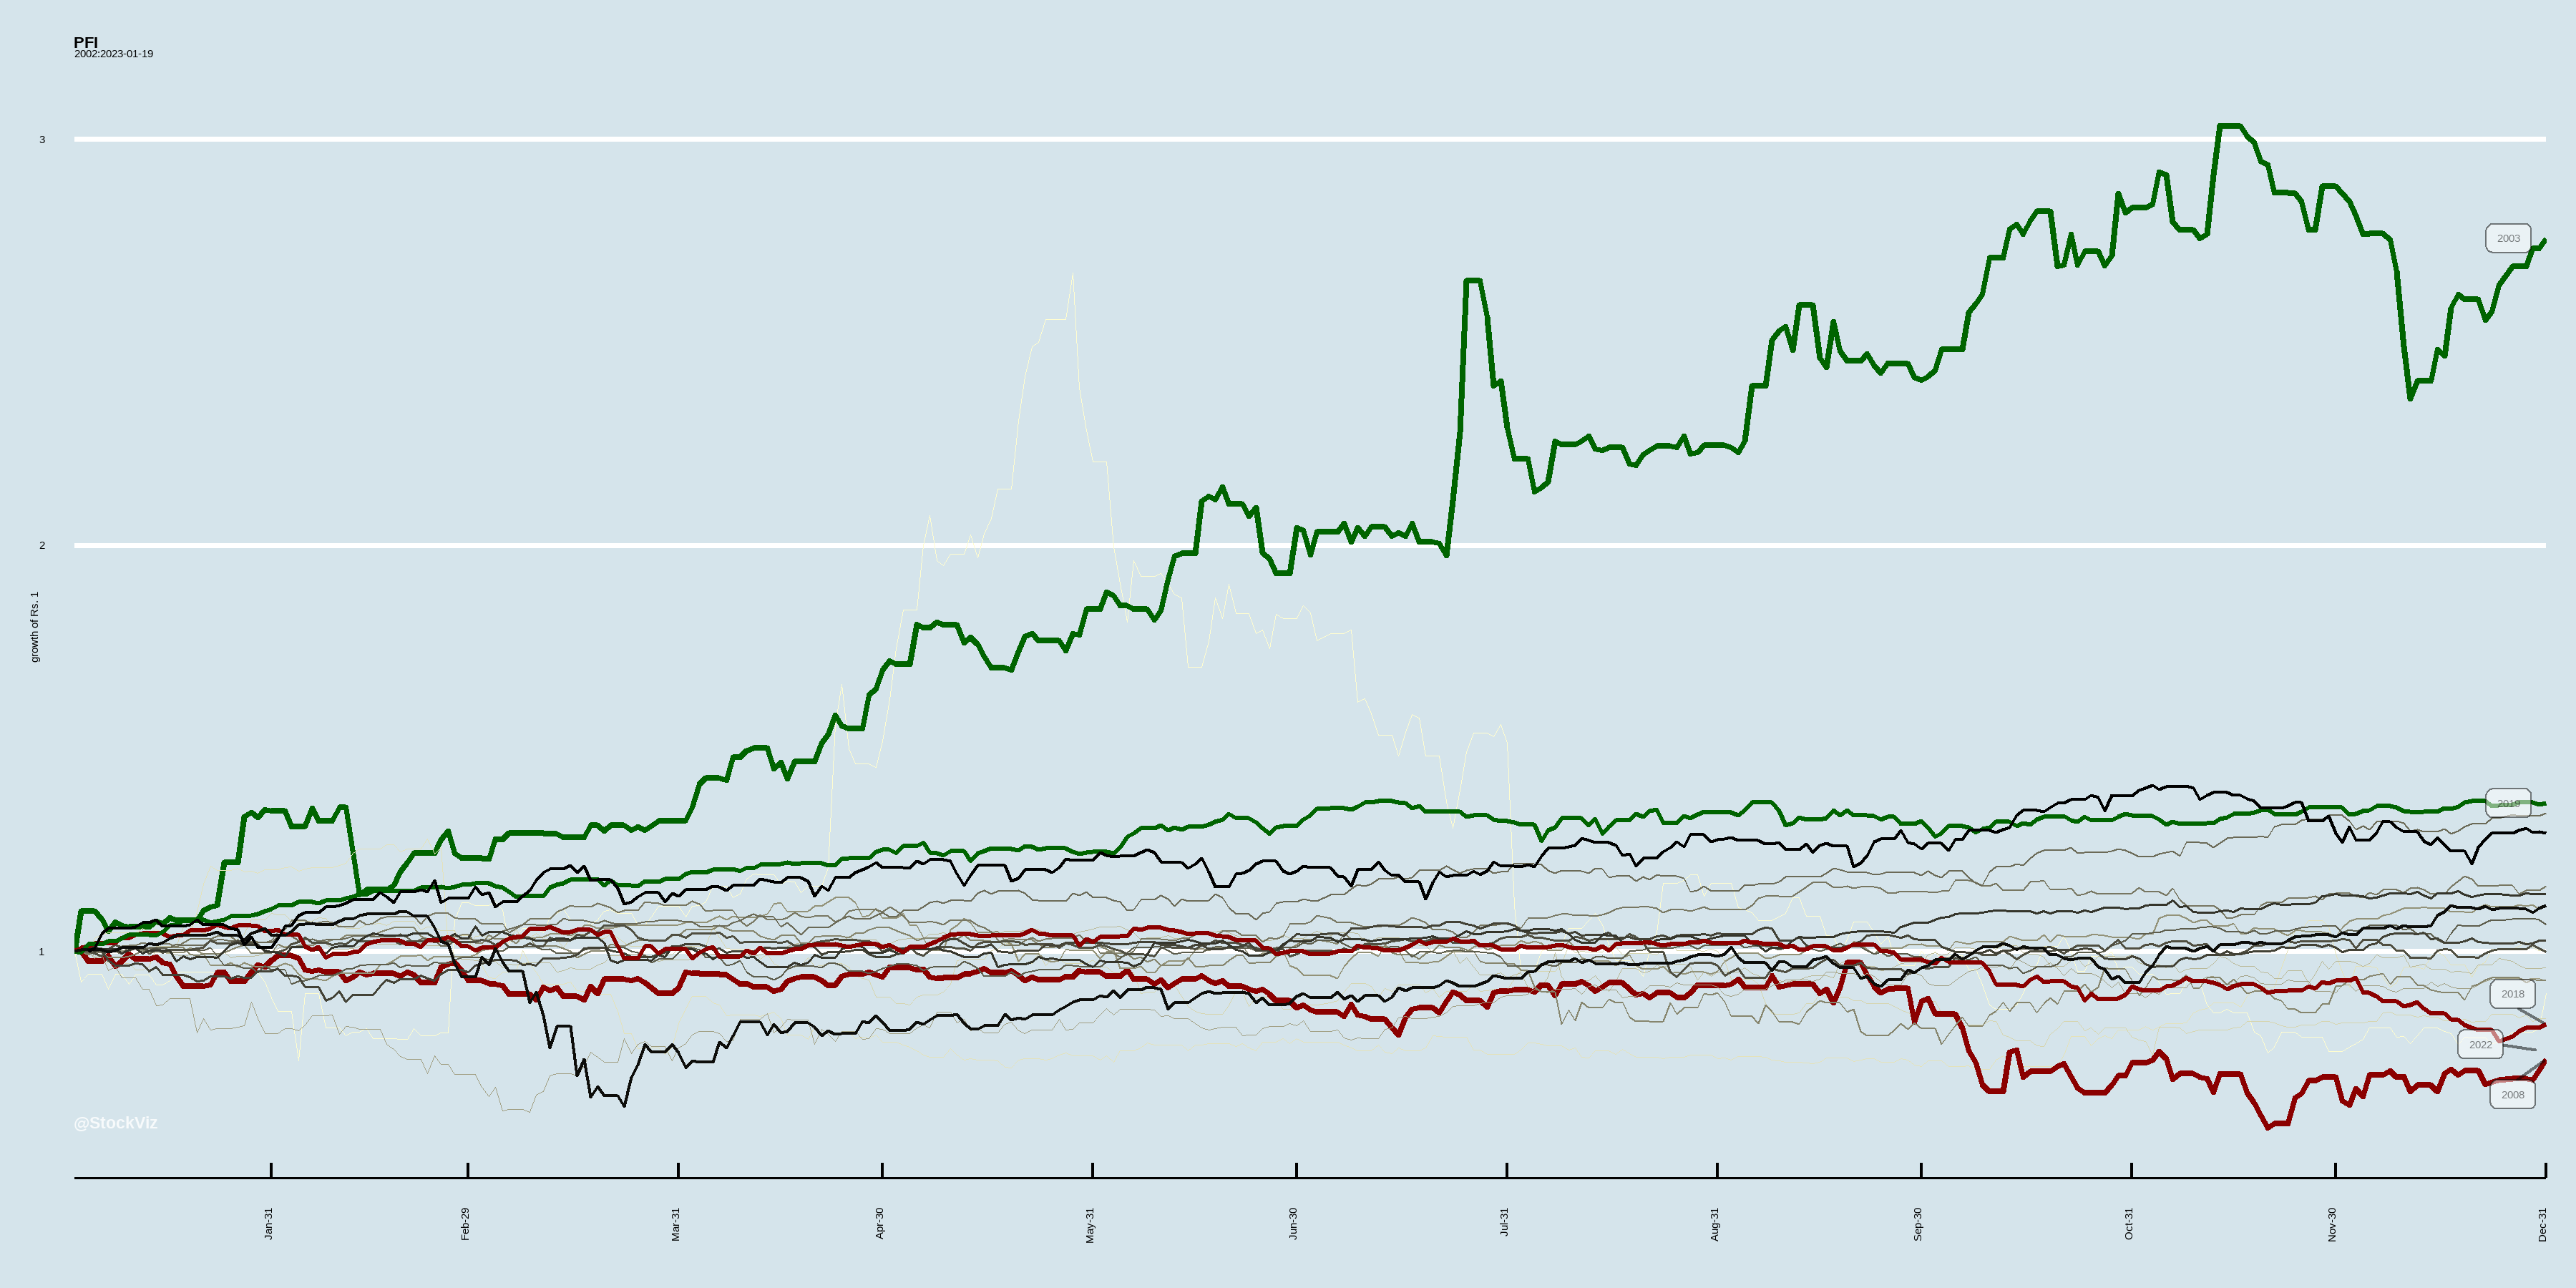 PFI
2002:2023-01-19
3
2
1
growth of Rs. 1
2003
2019
2018
2022
2008
@StockViz
Jan-31
Feb-29
Mar-31
Apr-30
May-31
Jun-30
Jul-31
Aug-31
Sep-30
Oct-31
Nov-30
Dec-31